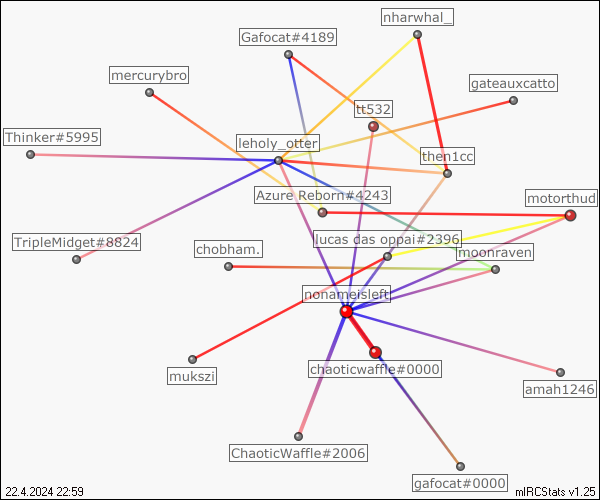 nharwhal_
Gafocat#4189
mercurybro
gateauxcatto
tt532
Thinker#5995
leholy_otter
then1cc
Azure Reborn#4243
motorthud
TripleMidget#8824
lucas das oppai#2396
chobham.
moonraven
nonameisleft
chaoticwaffle#0000
mukszi
amah1246
ChaoticWaffle#2006
gafocat#0000
22.4.2024 22:59
mIRCStats v1.25